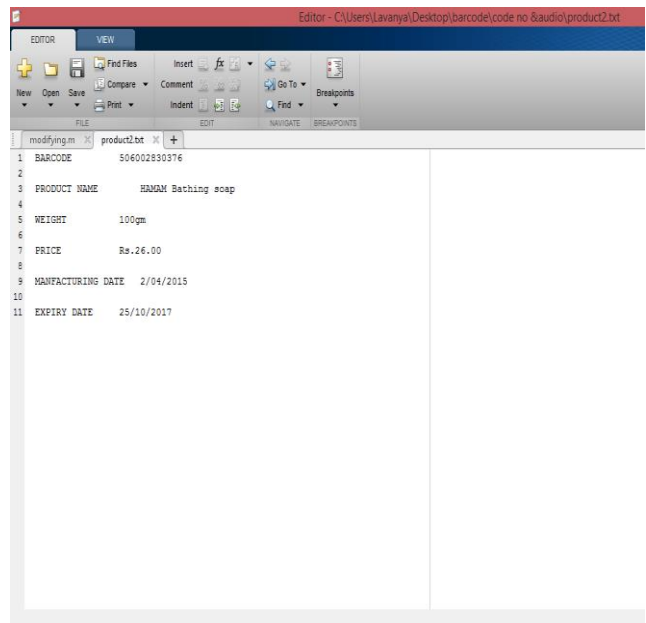 Editor - C:\Users\Lavanya\Desktop\barcode\code no &audio\product2.txt
EDITOR VIEW
Find Files Insert fx
New Open Save Compare Comment Go To Breakpoints
Print Indent Find
FILE EDIT NAVIGATE BREAKPOINTS
modifying.m X product2.txt X +
1 BARCODE 506002830376
2
3 PRODUCT NAME HAMAM Bathing soap
4
5 WEIGHT 100gm
6
7 PRICE Rs.26.00
8
9 MANFACTURING DATE 2/04/2015
10
11 EXPIRY DATE 25/10/2017